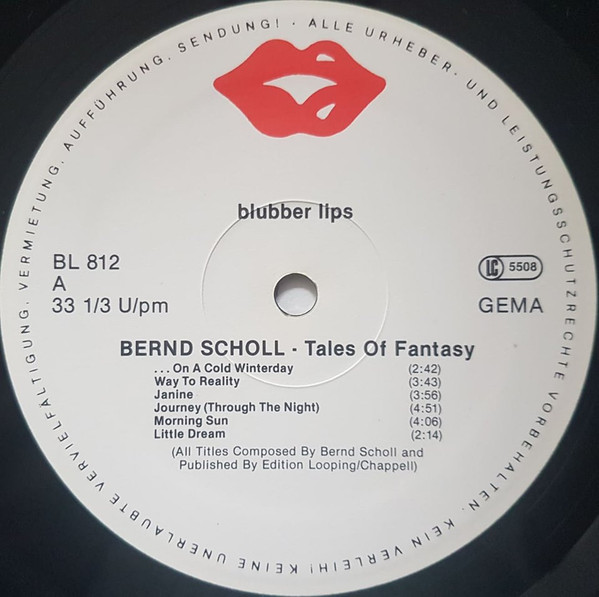 ALLE URHEBER- UND LEISTUNGSSCHUTZRECHTE VORBEHALTEN · KEIN VERLEIH! KEINE UNERLAUBTE VERVIELFÄLTIGUNG, VERMIETUNG, AUFFÜHRUNG, SENDUNG! ·
blubber lips
BL 812
A
33 1/3 U/pm
LC 5508
GEMA
BERND SCHOLL · Tales Of Fantasy
...On A Cold Winterday (2:42)
Way To Reality (3:43)
Janine (3:56)
Journey (Through The Night) (4:51)
Morning Sun (4:06)
Little Dream (2:14)
(All Titles Composed By Bernd Scholl and
Published By Edition Looping/Chappell)